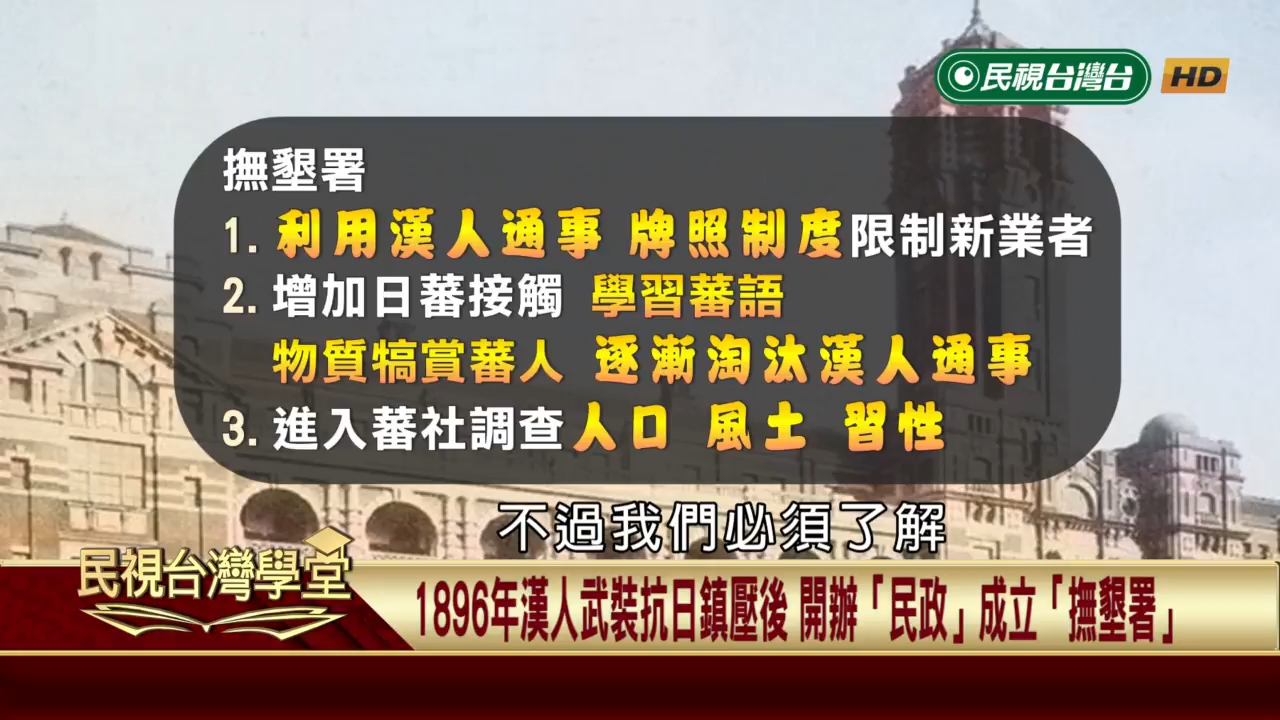 民視台灣台 HD
撫墾署
1. 利用漢人通事 牌照制度限制新業者
2. 增加日蕃接觸 學習蕃語
物質犒賞蕃人 逐漸淘汰漢人通事
3. 進入蕃社調查人口 風土 習性
不過我們必須了解
民視台灣學堂
1896年漢人武裝抗日鎮壓後 開辦「民政」成立「撫墾署」